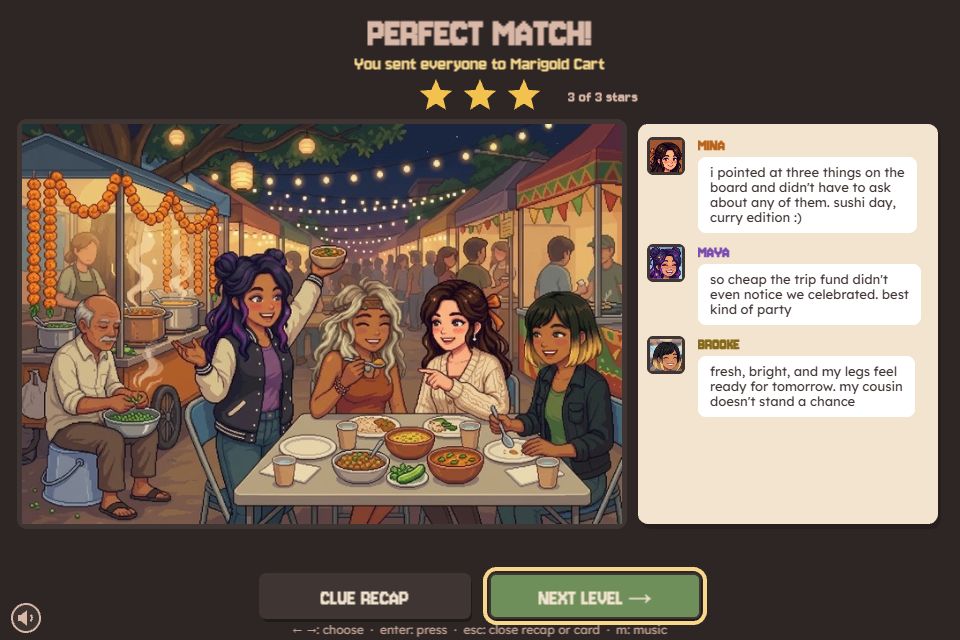 PERFECT MATCH!
You sent everyone to Marigold Cart
3 of 3 stars
MINA
i pointed at three things on the
board and didn't have to ask
about any of them. sushi day,
curry edition :)
MAYA
so cheap the trip fund didn't
even notice we celebrated. best
kind of party
BROOKE
fresh, bright, and my legs feel
ready for tomorrow. my cousin
doesn't stand a chance
CLUE RECAP
NEXT LEVEL →
← →: choose · enter: press · esc: close recap or card · m: music